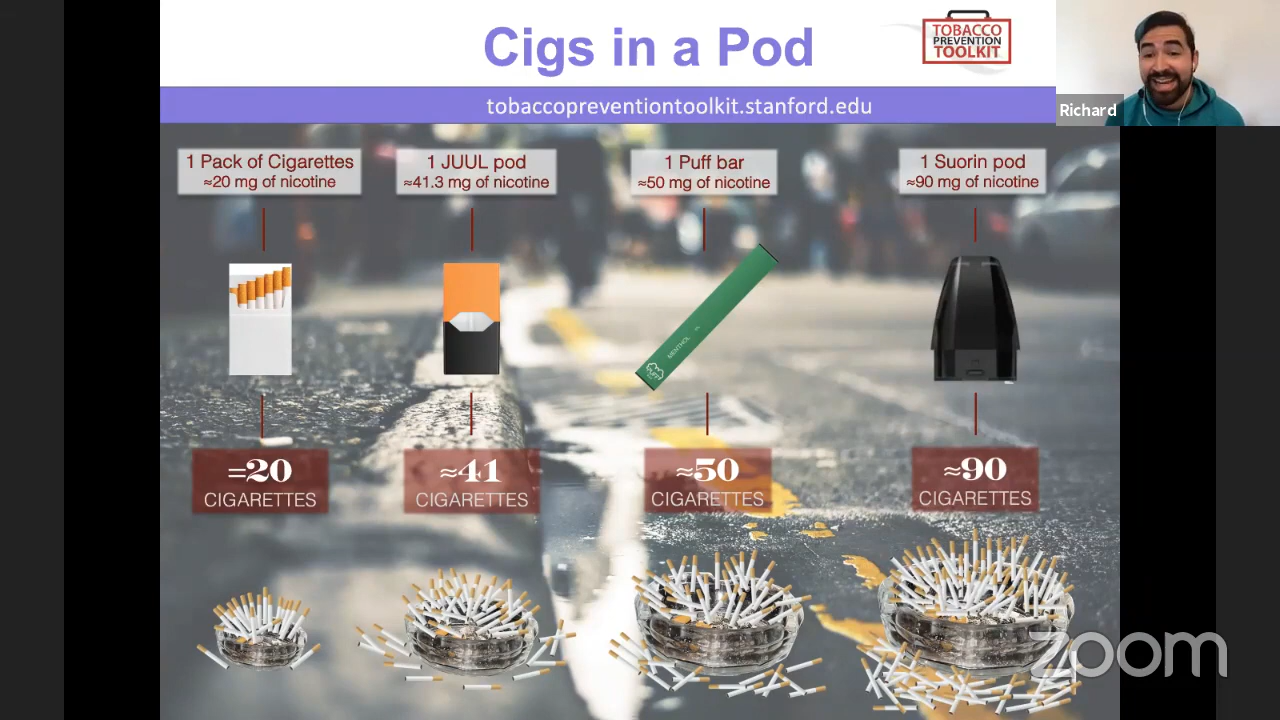 Cigs in a Pod
TOBACCO
PREVENTION
TOOLKIT
Richard
tobaccopreventiontoolkit.stanford.edu
1 Pack of Cigarettes
≈20 mg of nicotine
1 JUUL pod
≈41.3 mg of nicotine
1 Puff bar
≈50 mg of nicotine
1 Suorin pod
≈90 mg of nicotine
MENTHOL
=20
CIGARETTES
≈41
CIGARETTES
≈50
CIGARETTES
≈90
CIGARETTES
zoom